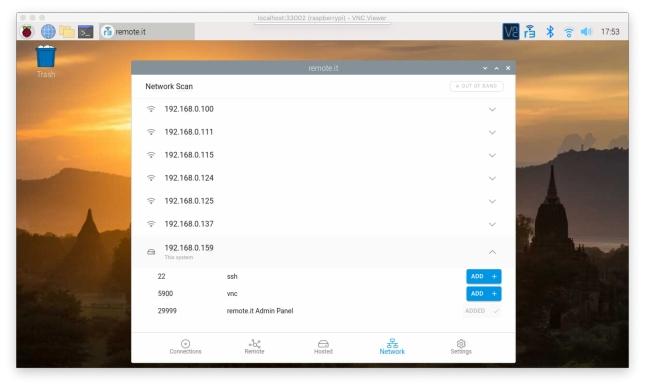 localhost:33002 (raspberrypi) - VNC Viewer
remote.it
17:53
Trash
remote.it
Network Scan
OUT OF BAND
192.168.0.100
192.168.0.111
192.168.0.115
192.168.0.124
192.168.0.125
192.168.0.137
192.168.0.159
This system
22 ssh ADD +
5900 vnc ADD +
29999 remote.it Admin Panel ADDED
Connections Remote Hosted Network Settings